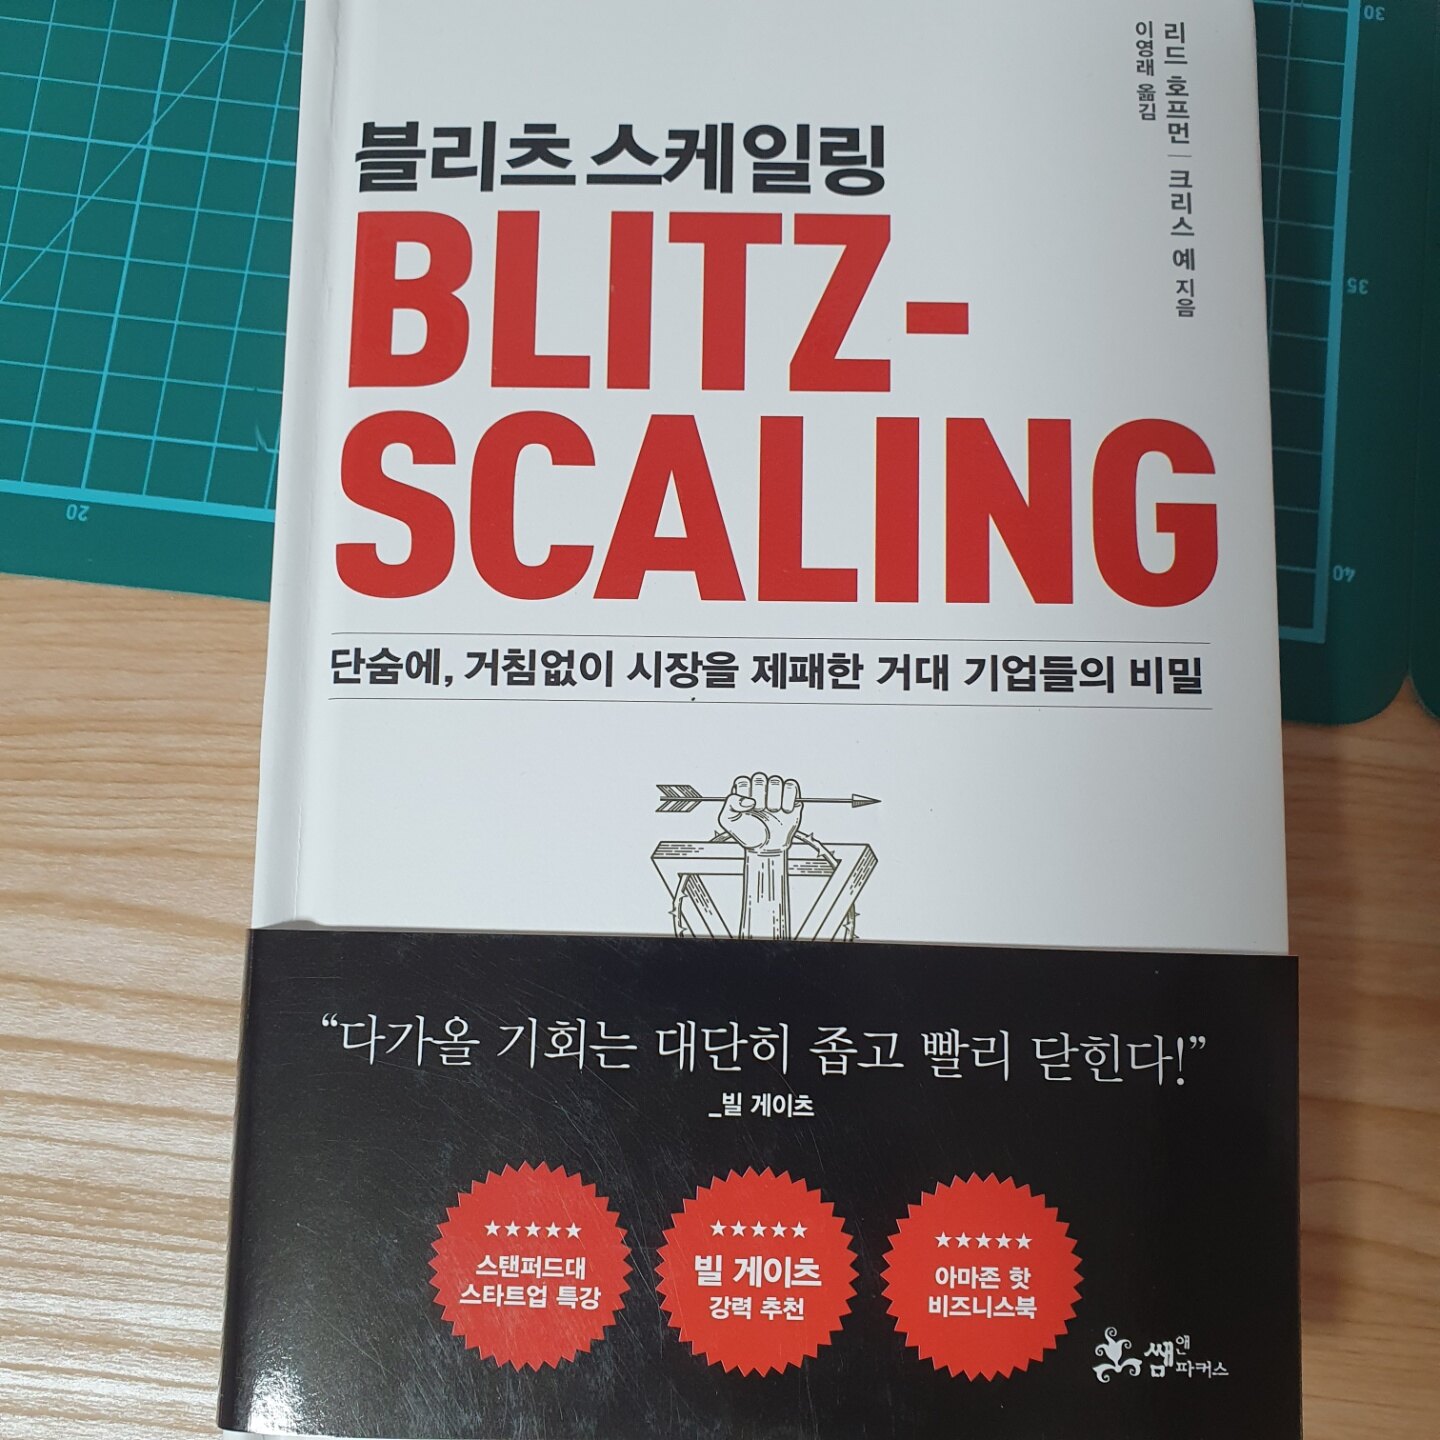 리드 호프먼 | 크리스 예 지음
이영래 옮김
블리츠스케일링
BLITZ-
SCALING
단숨에, 거침없이 시장을 제패한 거대 기업들의 비밀
“다가올 기회는 대단히 좁고 빨리 닫힌다!”
_빌 게이츠
★★★★★
스탠퍼드대
스타트업 특강
★★★★★
빌 게이츠
강력 추천
★★★★★
아마존 핫
비즈니스북
쌤앤파커스
20
30
35
40